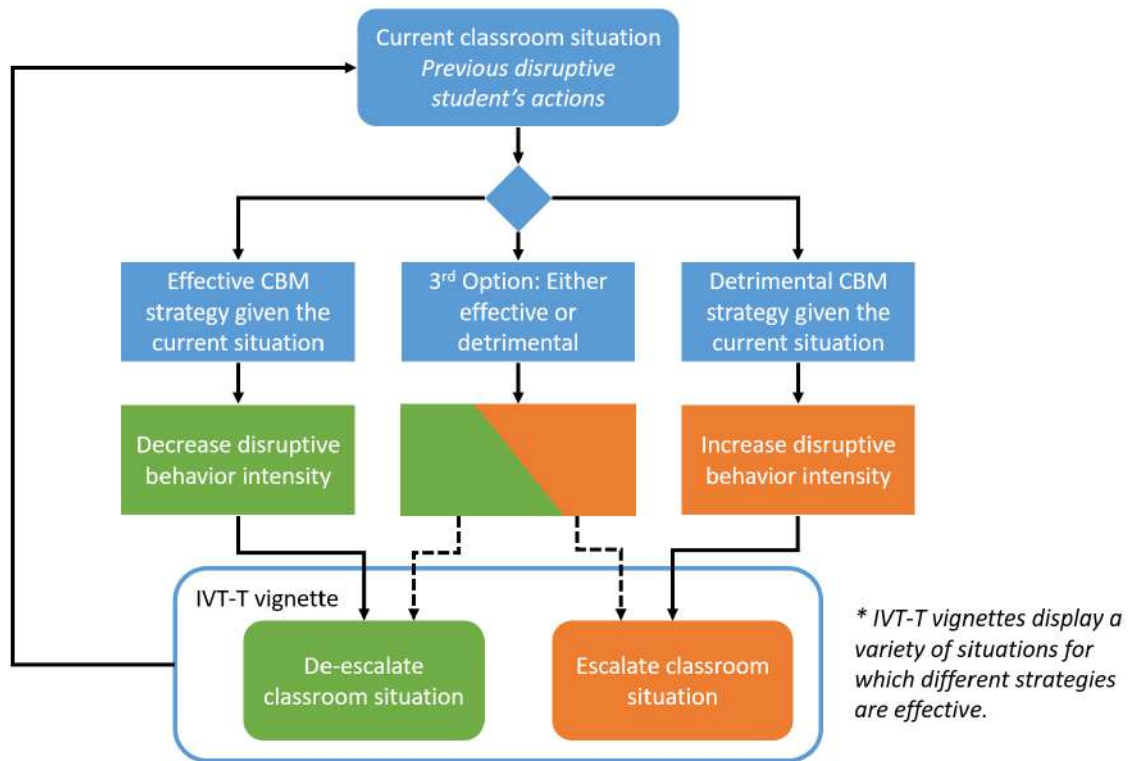 Current classroom situation
Previous disruptive
student's actions
Effective CBM
strategy given the
current situation
3rd Option: Either
effective or
detrimental
Detrimental CBM
strategy given the
current situation
Decrease disruptive
behavior intensity
Increase disruptive
behavior intensity
IVT-T vignette
De-escalate
classroom situation
Escalate classroom
situation
* IVT-T vignettes display a
variety of situations for
which different strategies
are effective.